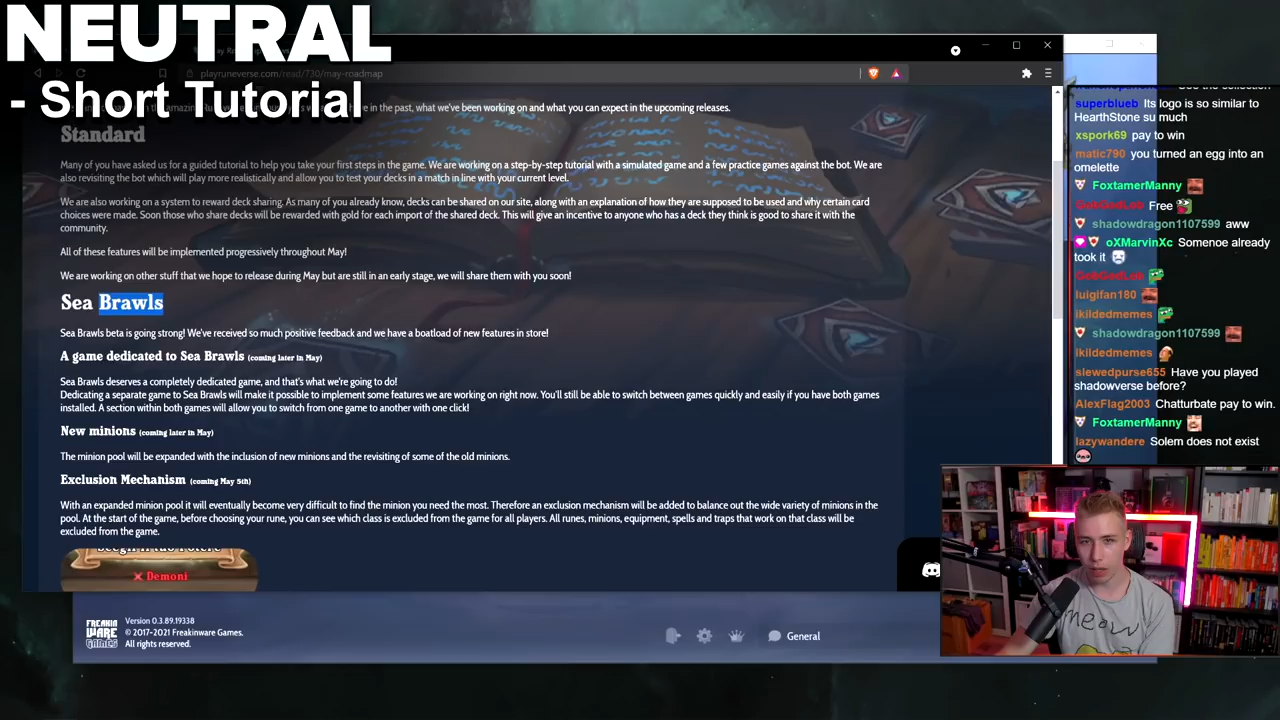 NEUTRAL
- Short Tutorial
playruneverse.com/read/730/may-roadmap
in the past, what we've been working on and what you can expect in the upcoming releases.
Standard
Many of you have asked us for a guided tutorial to help you take your first steps in the game. We are working on a step-by-step tutorial with a simulated game and a few practice games against the bot. We are
also revisiting the bot which will play more realistically and allow you to test your decks in a match in line with your current level.
We are also working on a system to reward deck sharing. As many of you already know, decks can be shared on our site, along with an explanation of how they are supposed to be used and why certain card
choices were made. Soon those who share decks will be rewarded with gold for each import of the shared deck. This will give an incentive to anyone who has a deck they think is good to share it with the
community.
All of these features will be implemented progressively throughout May!
We are working on other stuff that we hope to release during May but are still in an early stage, we will share them with you soon!
Sea Brawls
Sea Brawls beta is going strong! We've received so much positive feedback and we have a boatload of new features in store!
A game dedicated to Sea Brawls (coming later in May)
Sea Brawls deserves a completely dedicated game, and that's what we're going to do!
Dedicating a separate game to Sea Brawls will make it possible to implement some features we are working on right now. You'll still be able to switch between games quickly and easily if you have both games
installed. A section within both games will allow you to switch from one game to another with one click!
New minions (coming later in May)
The minion pool will be expanded with the inclusion of new minions and the revisiting of some of the old minions.
Exclusion Mechanism (coming May 5th)
With an expanded minion pool it will eventually become very difficult to find the minion you need the most. Therefore an exclusion mechanism will be added to balance out the wide variety of minions in the
pool. At the start of the game, before choosing your rune, you can see which class is excluded from the game for all players. All runes, minions, equipment, spells and traps that work on that class will be
excluded from the game.
Scegli il tuo Potere
Demoni
FREAKIN WARE GAMES
Version 0.3.89.19338
© 2017-2021 Freakinware Games.
All rights reserved.
General
superblueb Its logo is so similar to
HearthStone su much
xspork69 pay to win
matic790 you turned an egg into an
omelette
FoxtamerManny
GobGodLob Free
shadowdragon1107599 aww
oXMarvinXc Somenoe already
took it
luigifan180
ikildedmemes
shadowdragon1107599
ikildedmemes
slewedpurse655 Have you played
shadowverse before?
AlexFlag2003 Chatturbate pay to win.
FoxtamerManny
lazywandere Solem does not exist
meow